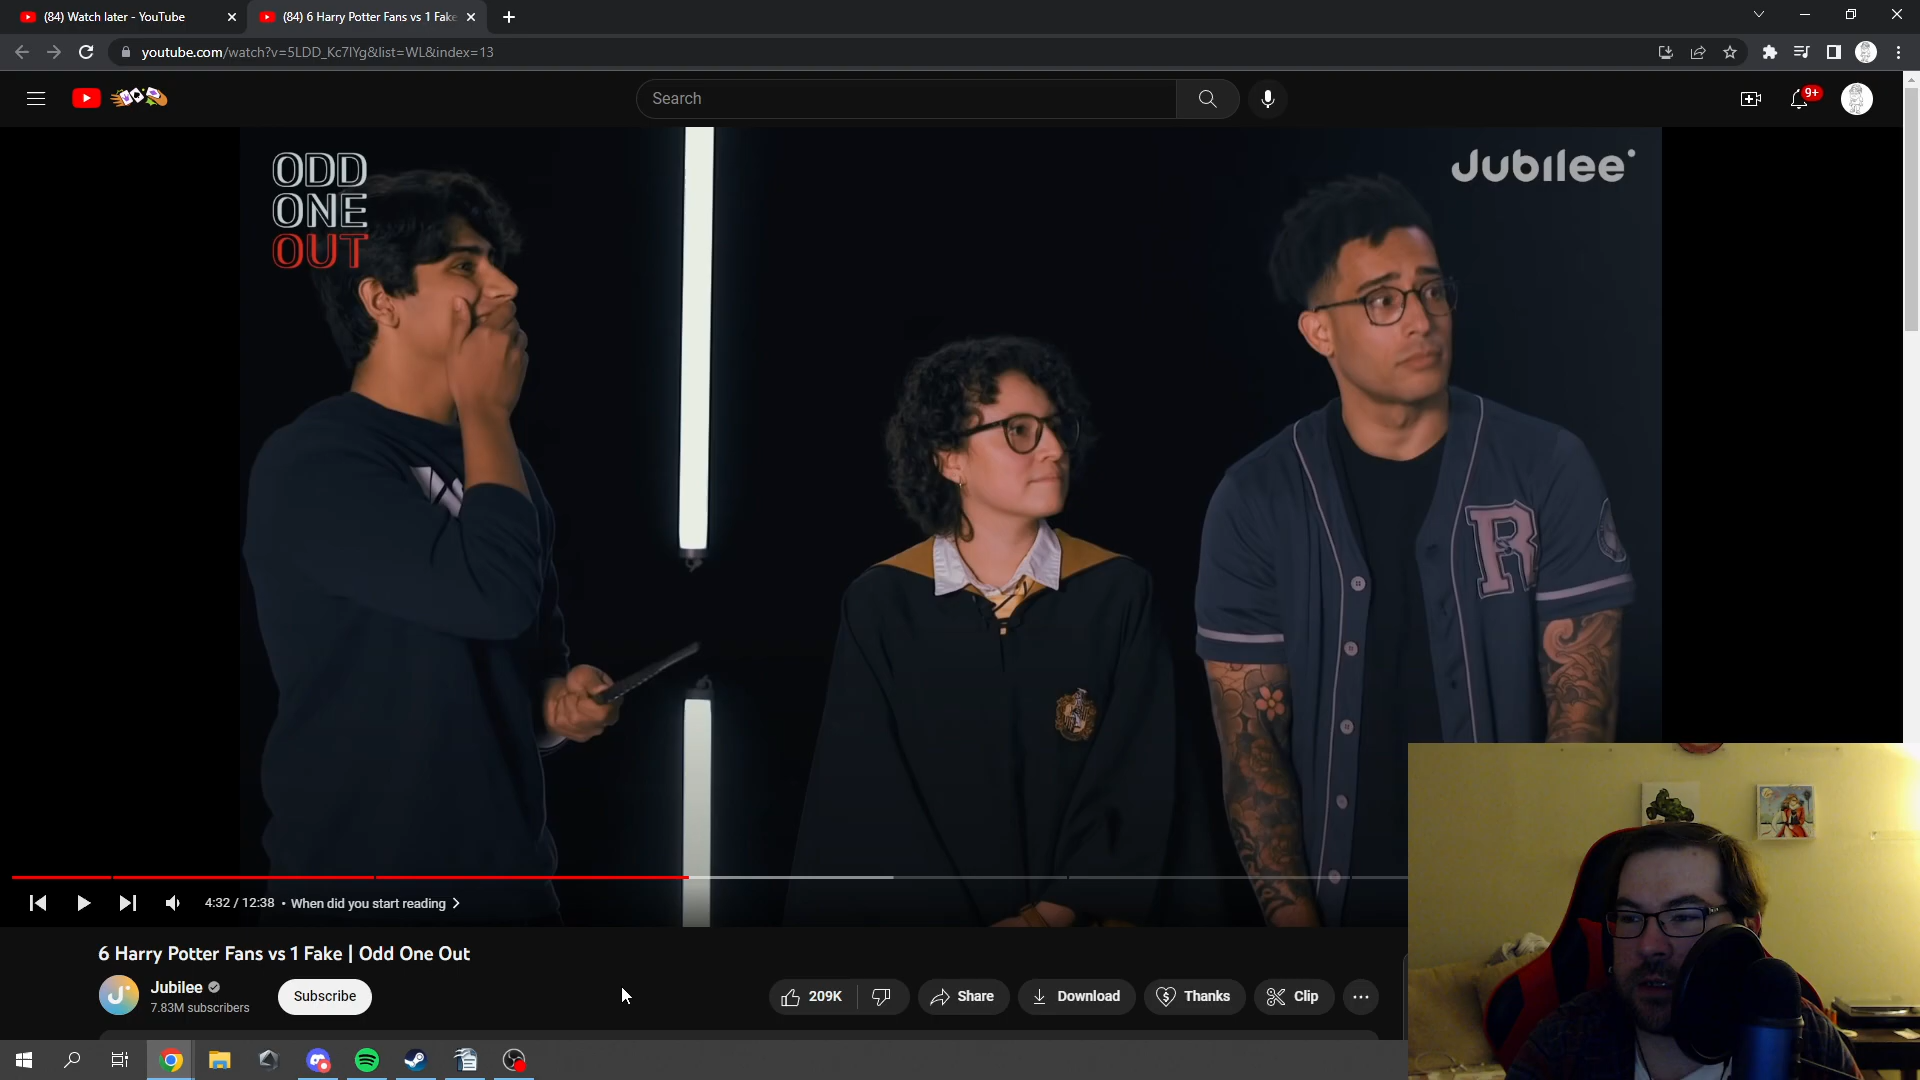 (84) Watch later - YouTube
(84) 6 Harry Potter Fans vs 1 Fake
youtube.com/watch?v=5LDD_Kc7lYg&list=WL&index=13
Search
9+
ODD
ONE
OUT
Jubilee
R
4:32 / 12:38 • When did you start reading
6 Harry Potter Fans vs 1 Fake | Odd One Out
Jubilee
7.83M subscribers
Subscribe
209K
Share
Download
Thanks
Clip